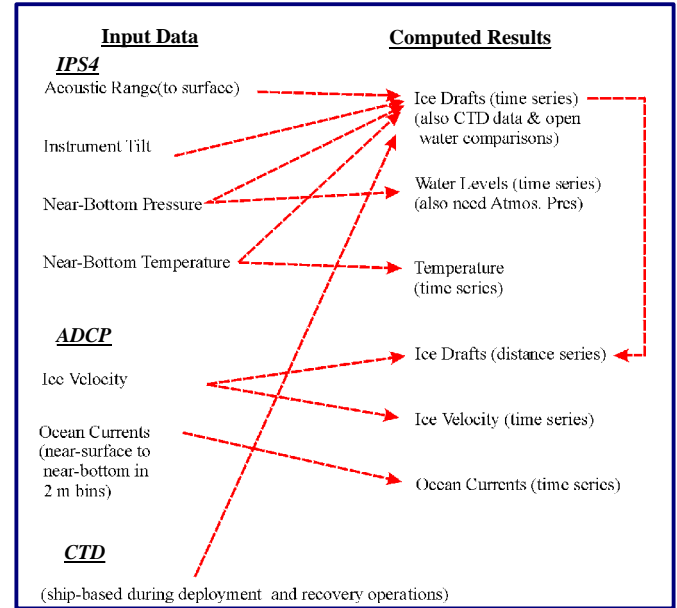 Input Data
IPS4
Acoustic Range(to surface)
Instrument Tilt
Near-Bottom Pressure
Near-Bottom Temperature
ADCP
Ice Velocity
Ocean Currents
(near-surface to
near-bottom in
2 m bins)
CTD
(ship-based during deployment and recovery operations)
Computed Results
Ice Drafts (time series)
(also CTD data & open
water comparisons)
Water Levels (time series)
(also need Atmos. Pres)
Temperature
(time series)
Ice Drafts (distance series)
Ice Velocity (time series)
Ocean Currents (time series)